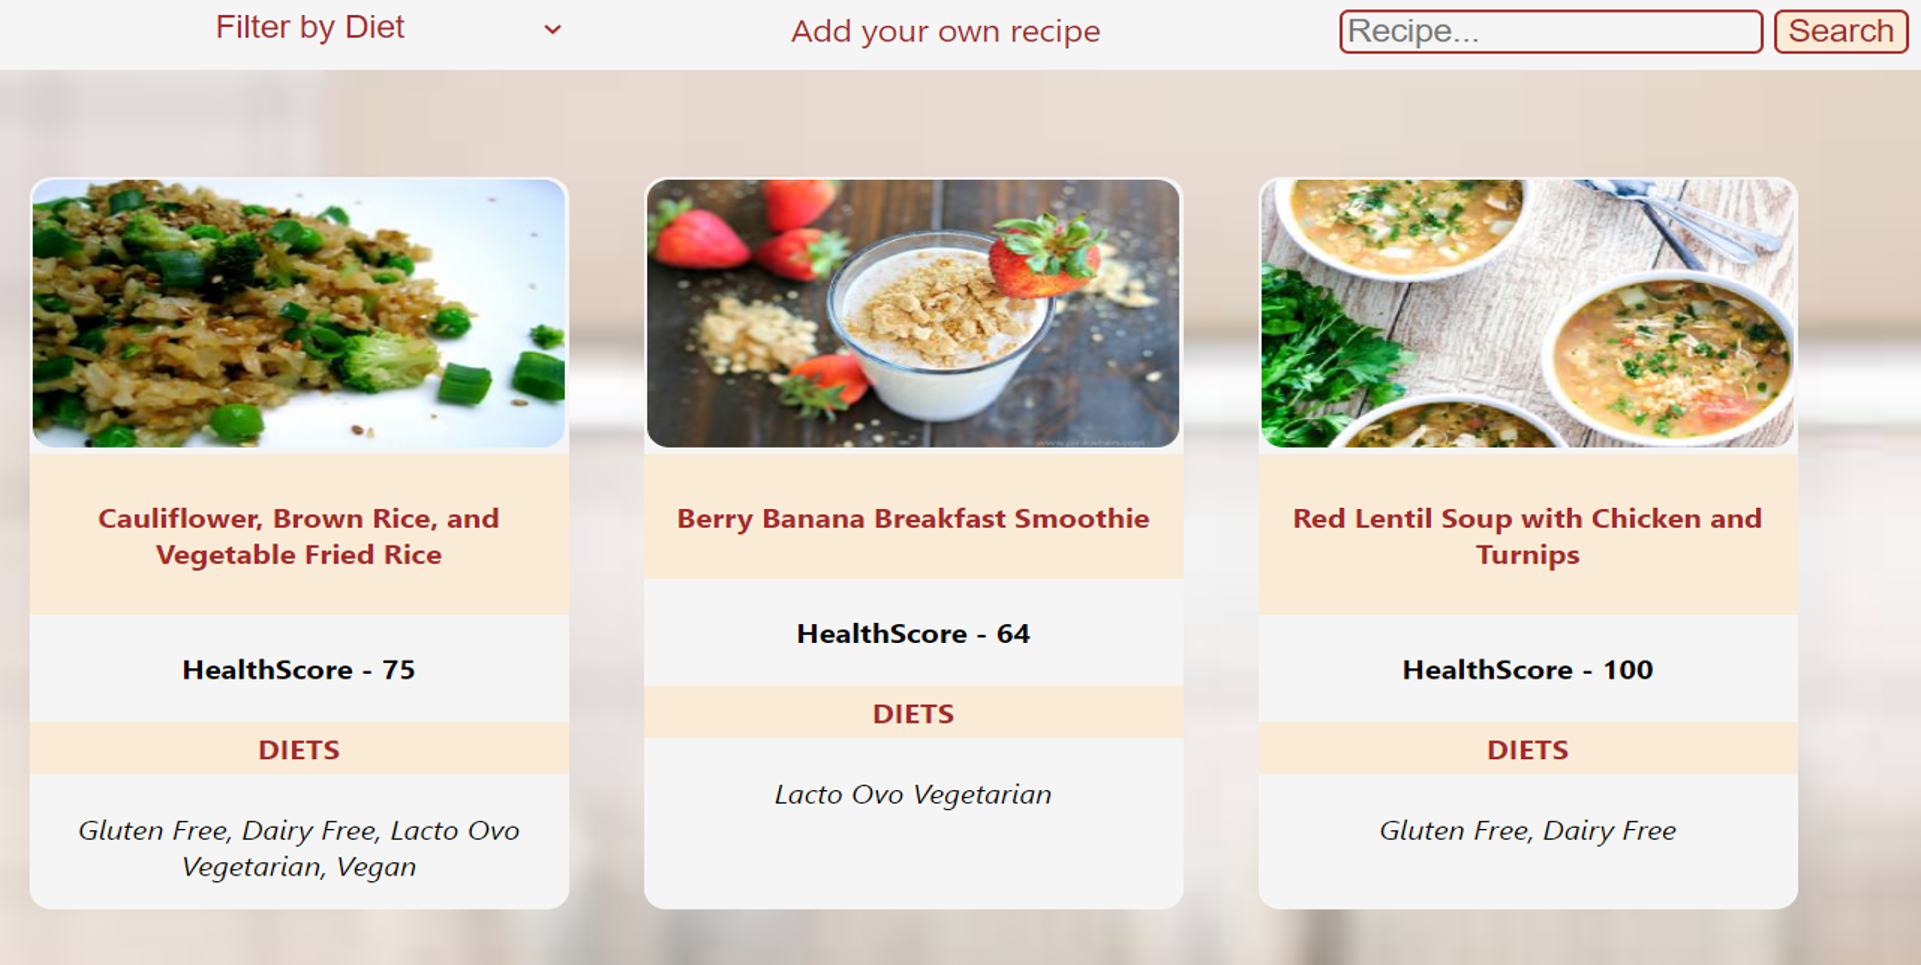 Filter by Diet
Add your own recipe
Recipe...
Search
Cauliflower, Brown Rice, and
Vegetable Fried Rice
HealthScore - 75
DIETS
Gluten Free, Dairy Free, Lacto Ovo
Vegetarian, Vegan
Berry Banana Breakfast Smoothie
HealthScore - 64
DIETS
Lacto Ovo Vegetarian
Red Lentil Soup with Chicken and
Turnips
HealthScore - 100
DIETS
Gluten Free, Dairy Free